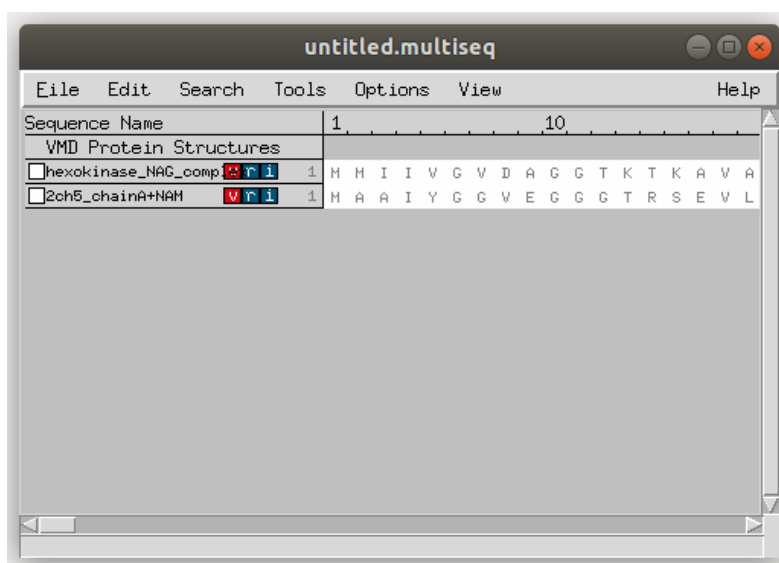 untitled.multiseq
File Edit Search Tools Options View Help
Sequence Name 1 10
VMD Protein Structures
hexokinase_NAG_compl v r i 1 M M I I V G V D A G G T K T K A V A
2ch5_chainA+NAM v r i 1 M A A I Y G G V E G G G T R S E V L